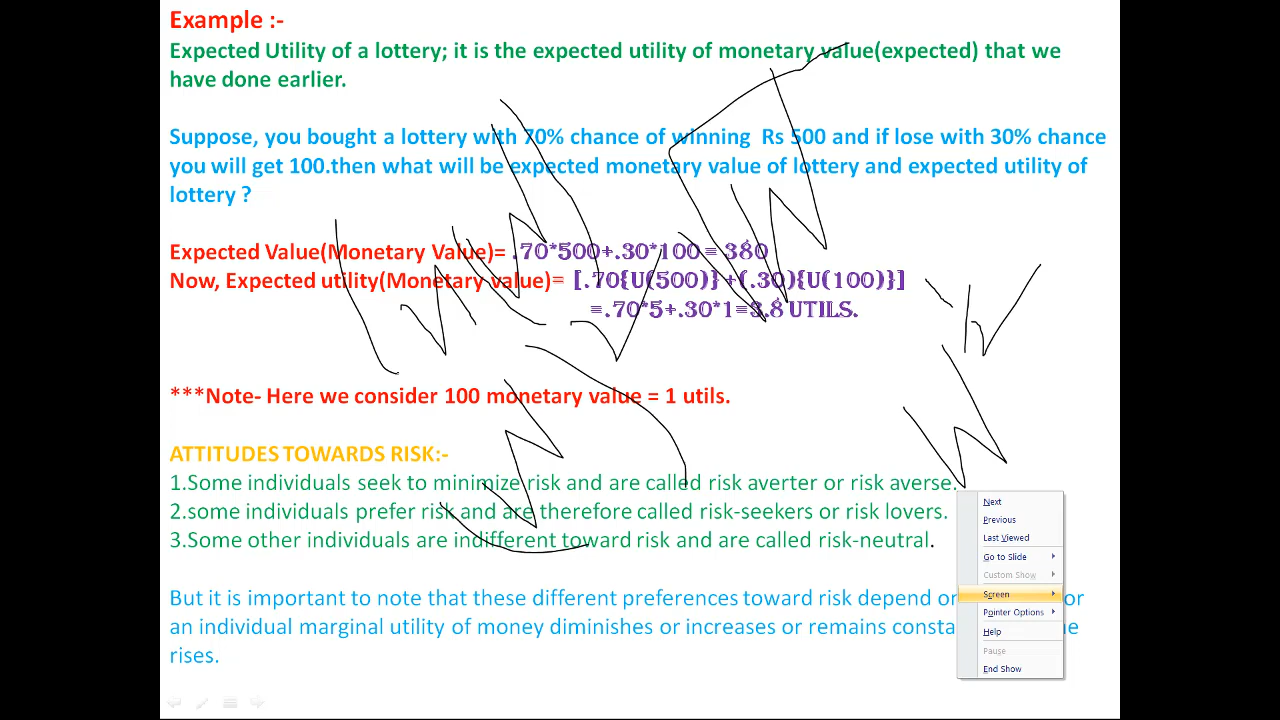 Example :-
Expected Utility of a lottery; it is the expected utility of monetary value(expected) that we
have done earlier.
Suppose, you bought a lottery with 70% chance of winning Rs 500 and if lose with 30% chance
you will get 100.then what will be expected monetary value of lottery and expected utility of
lottery ?
Expected Value(Monetary Value)= .70*500+.30*100 = 380
Now, Expected utility(Monetary value)= [.70{U(500)} +(.30){U(100)}]
=.70*5+.30*1=3.8 UTILS.
***Note- Here we consider 100 monetary value = 1 utils.
ATTITUDES TOWARDS RISK:-
1.Some individuals seek to minimize risk and are called risk averter or risk averse.
2.some individuals prefer risk and are therefore called risk-seekers or risk lovers.
3.Some other individuals are indifferent toward risk and are called risk-neutral.
But it is important to note that these different preferences toward risk depend or
an individual marginal utility of money diminishes or increases or remains consta
rises.
Next
Previous
Last Viewed
Go to Slide
Custom Show
Screen
Pointer Options
Help
Pause
End Show